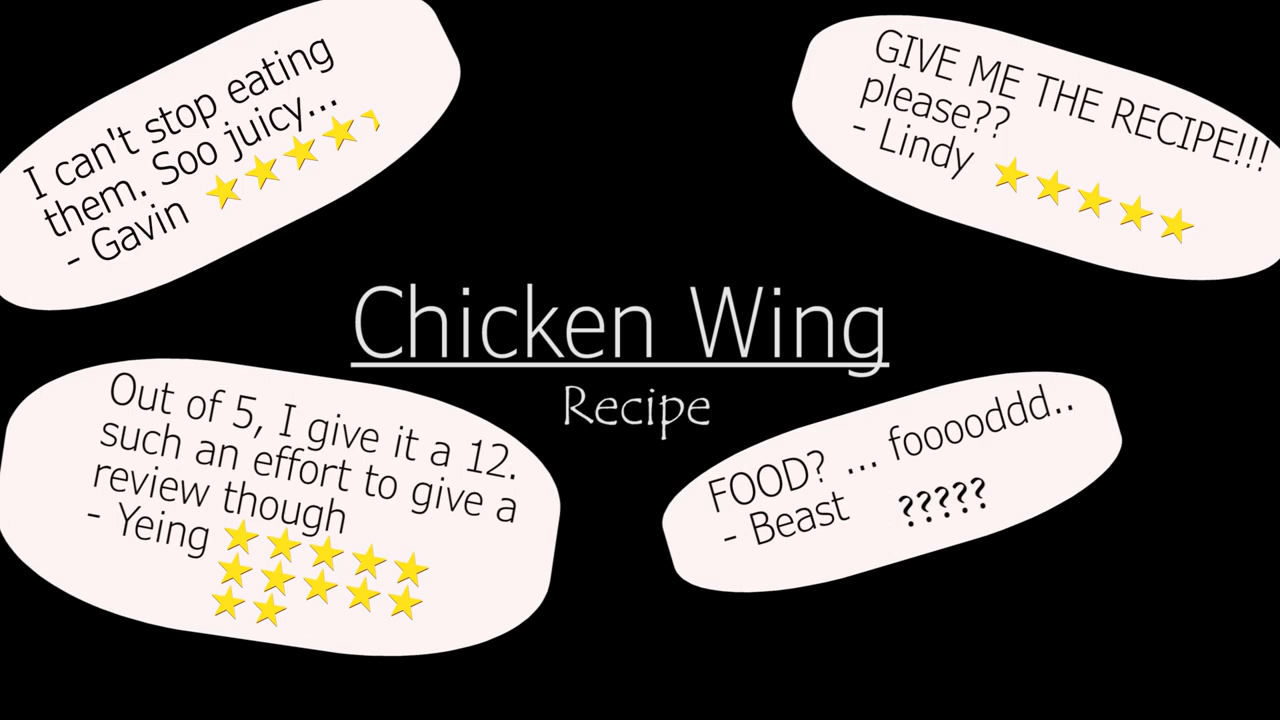 I can't stop eating
them. Soo juicy...
- Gavin
GIVE ME THE RECIPE!!!
please??
- Lindy
Chicken Wing
Recipe
Out of 5, I give it a 12.
such an effort to give a
review though
- Yeing
FOOD? ... fooooddd..
- Beast ?????